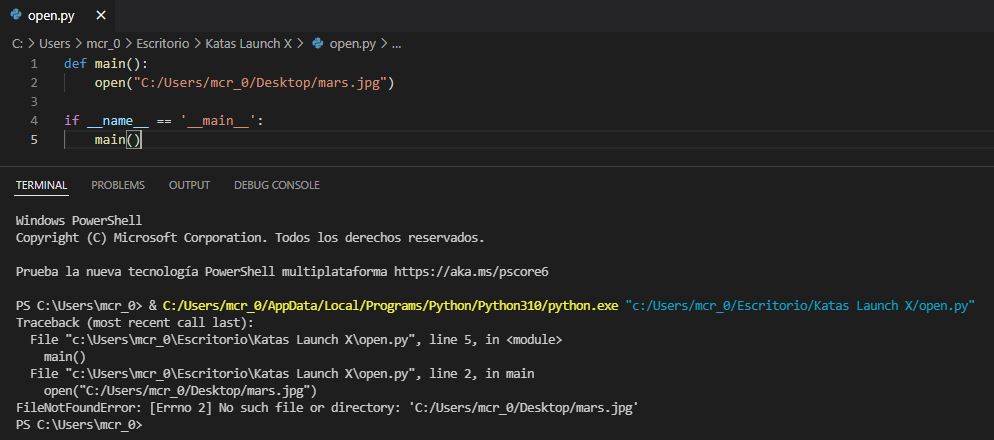 open.py
C: > Users > mcr_0 > Escritorio > Katas Launch X > open.py > ...
1 def main():
2     open("C:/Users/mcr_0/Desktop/mars.jpg")
3
4 if __name__ == '__main__':
5     main()
TERMINAL PROBLEMS OUTPUT DEBUG CONSOLE
Windows PowerShell
Copyright (C) Microsoft Corporation. Todos los derechos reservados.
Prueba la nueva tecnología PowerShell multiplataforma https://aka.ms/pscore6
PS C:\Users\mcr_0> & C:/Users/mcr_0/AppData/Local/Programs/Python/Python310/python.exe "c:/Users/mcr_0/Escritorio/Katas Launch X/open.py"
Traceback (most recent call last):
  File "c:\Users\mcr_0\Escritorio\Katas Launch X\open.py", line 5, in <module>
    main()
  File "c:\Users\mcr_0\Escritorio\Katas Launch X\open.py", line 2, in main
    open("C:/Users/mcr_0/Desktop/mars.jpg")
FileNotFoundError: [Errno 2] No such file or directory: 'C:/Users/mcr_0/Desktop/mars.jpg'
PS C:\Users\mcr_0>